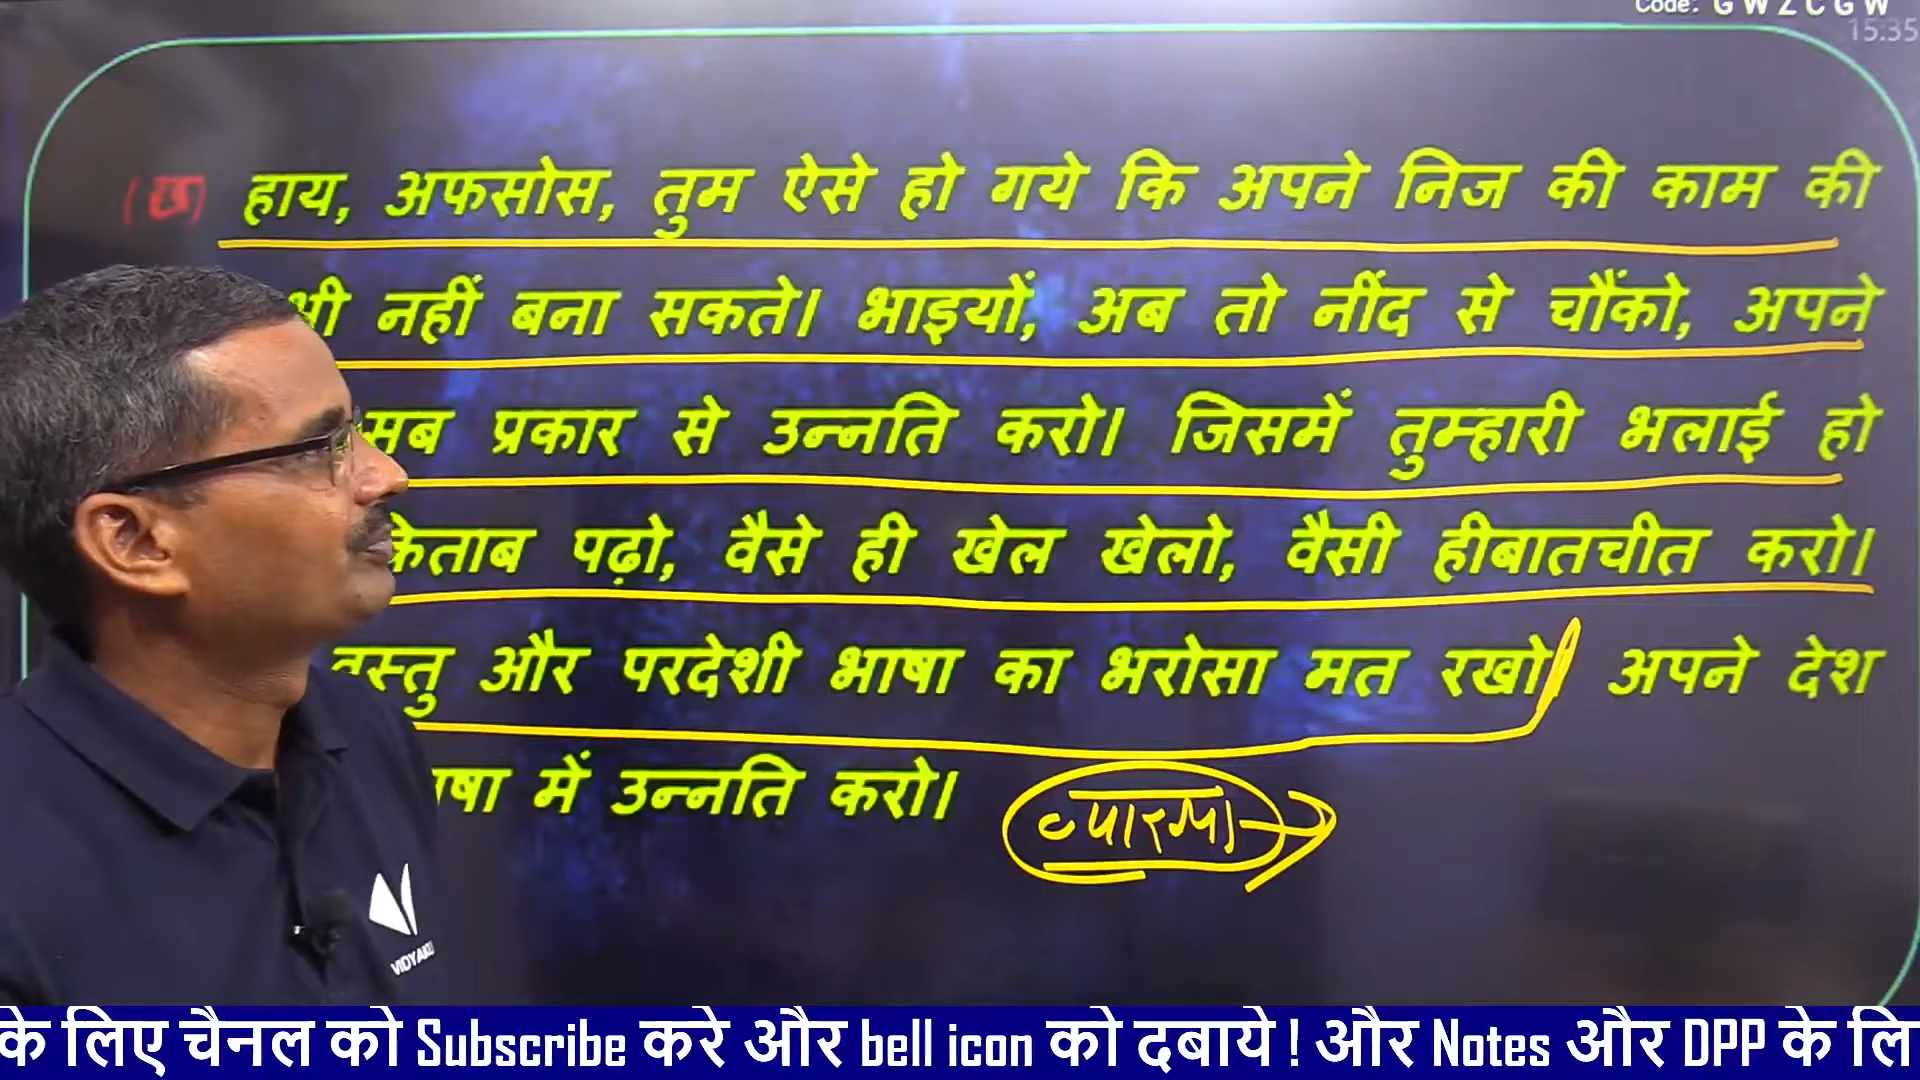 Code: G W Z C G W
15:35
(ख) हाय, अफसोस, तुम ऐसे हो गये कि अपने निज की काम की
भी नहीं बना सकते। भाइयों, अब तो नींद से चौंको, अपने
सब प्रकार से उन्नति करो। जिसमें तुम्हारी भलाई हो
किताब पढ़ो, वैसे ही खेल खेलो, वैसी हीबातचीत करो।
वस्तु और परदेशी भाषा का भरोसा मत रखो। अपने देश
में उन्नति करो।
VIDYAKUL
के लिए चैनल को Subscribe करे और bell icon को दबाये ! और Notes और DPP के लि